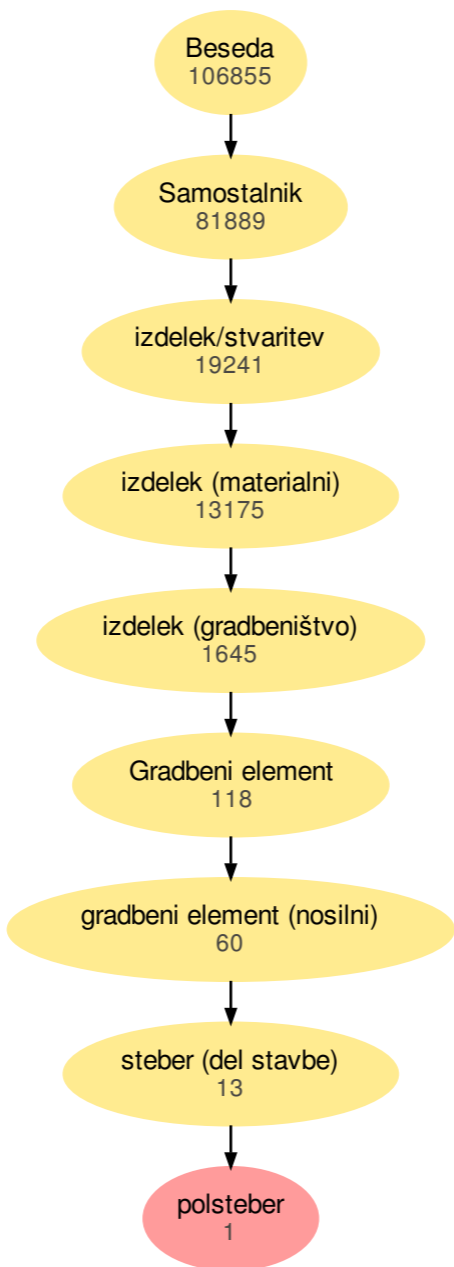 Beseda
106855
Samostalnik
81889
izdelek/stvaritev
19241
izdelek (materialni)
13175
izdelek (gradbeništvo)
1645
Gradbeni element
118
gradbeni element (nosilni)
60
steber (del stavbe)
13
polsteber
1